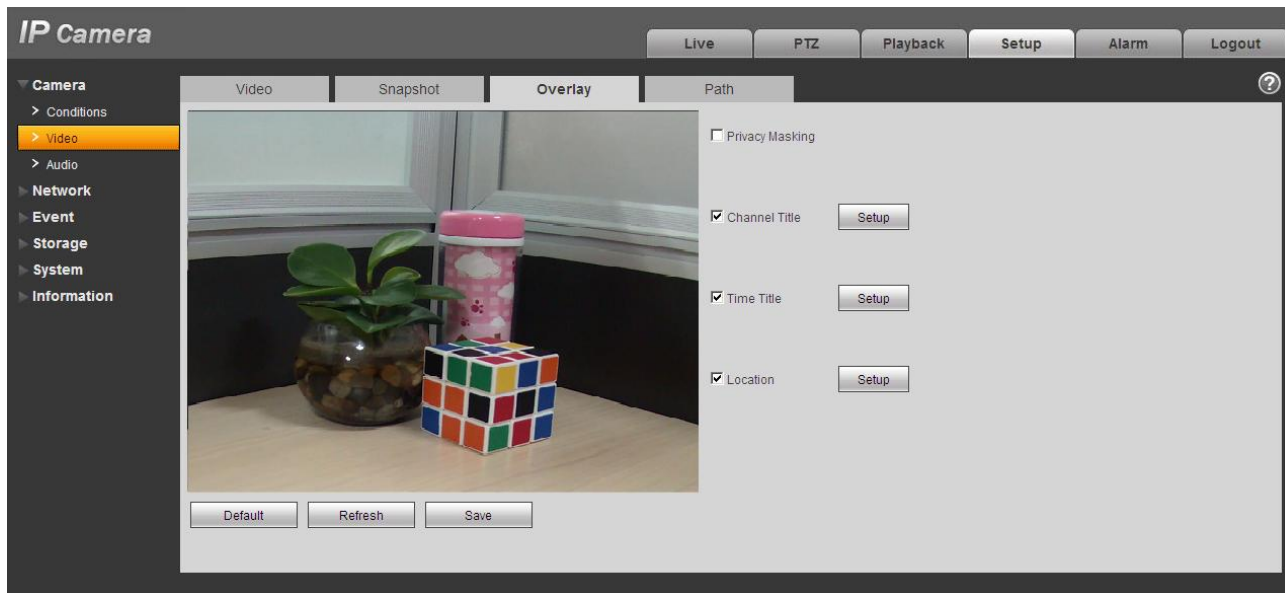 IP Camera
Live PTZ Playback Setup Alarm Logout
Camera
Conditions
Video
Audio
Network
Event
Storage
System
Information
Video Snapshot Overlay Path
?
Privacy Masking
Channel Title Setup
Time Title Setup
Location Setup
Default Refresh Save